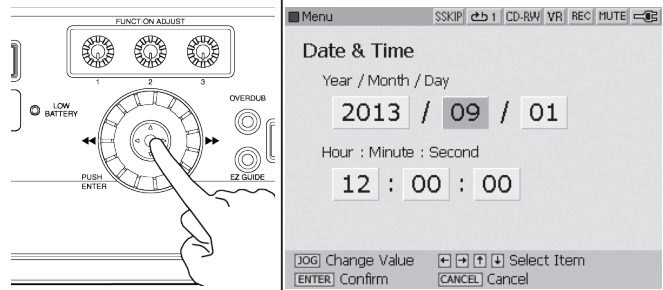 FUNCTION ADJUST
1 2 3
LOW
BATTERY
OVERDUB
PUSH
ENTER
EZ GUIDE
Menu SSKIP 1 CD-RW VR REC MUTE
Date & Time
Year / Month / Day
2013 / 09 / 01
Hour : Minute : Second
12 : 00 : 00
JOG Change Value ←→↑↓ Select Item
ENTER Confirm CANCEL Cancel